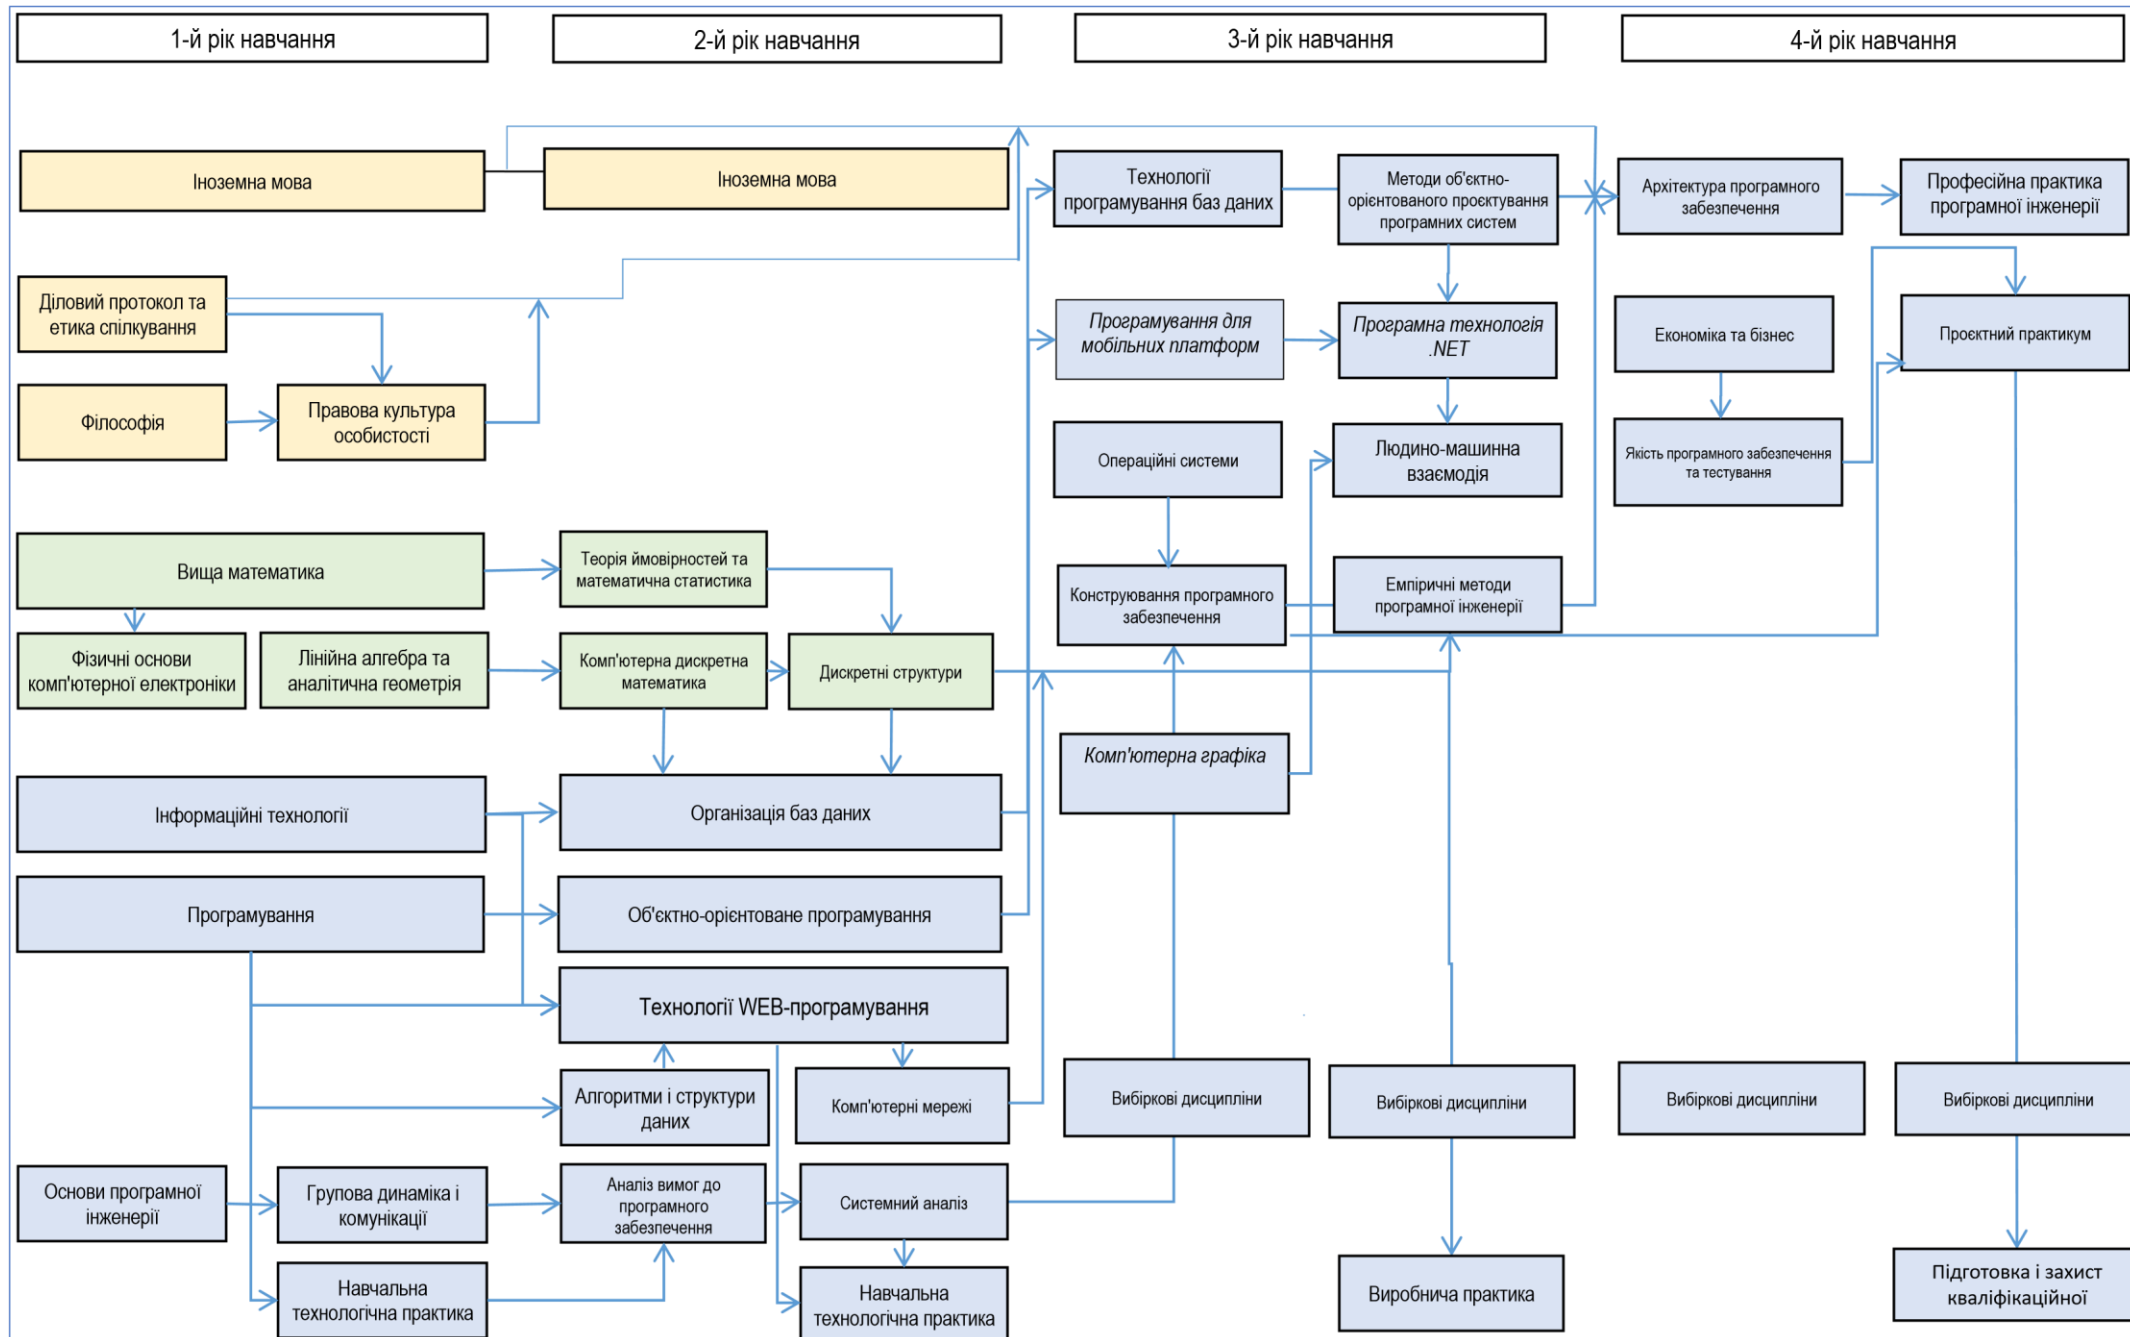 1-й рік навчання
2-й рік навчання
3-й рік навчання
4-й рік навчання
Іноземна мова
Іноземна мова
Технології
програмування баз даних
Методи об'єктно-
орієнтованого проєктування
програмних систем
Архітектура програмного
забезпечення
Професійна практика
програмної інженерії
Діловий протокол та
етика спілкування
Програмування для
мобільних платформ
Програмна технологія
.NET
Економіка та бізнес
Проєктний практикум
Філософія
Правова культура
особистості
Операційні системи
Людино-машинна
взаємодія
Якість програмного забезпечення
та тестування
Вища математика
Теорія ймовірностей та
математична статистика
Конструювання програмного
забезпечення
Емпіричні методи
програмної інженерії
Фізичні основи
комп'ютерної електроніки
Лінійна алгебра та
аналітична геометрія
Комп'ютерна дискретна
математика
Дискретні структури
Комп'ютерна графіка
Інформаційні технології
Організація баз даних
Програмування
Об'єктно-орієнтоване програмування
Технології WEB-програмування
Алгоритми і структури
даних
Комп'ютерні мережі
Вибіркові дисципліни
Вибіркові дисципліни
Вибіркові дисципліни
Вибіркові дисципліни
Основи програмної
інженерії
Групова динаміка і
комунікації
Аналіз вимог до
програмного
забезпечення
Системний аналіз
Навчальна
технологічна практика
Навчальна
технологічна практика
Виробнича практика
Підготовка і захист
кваліфікаційної